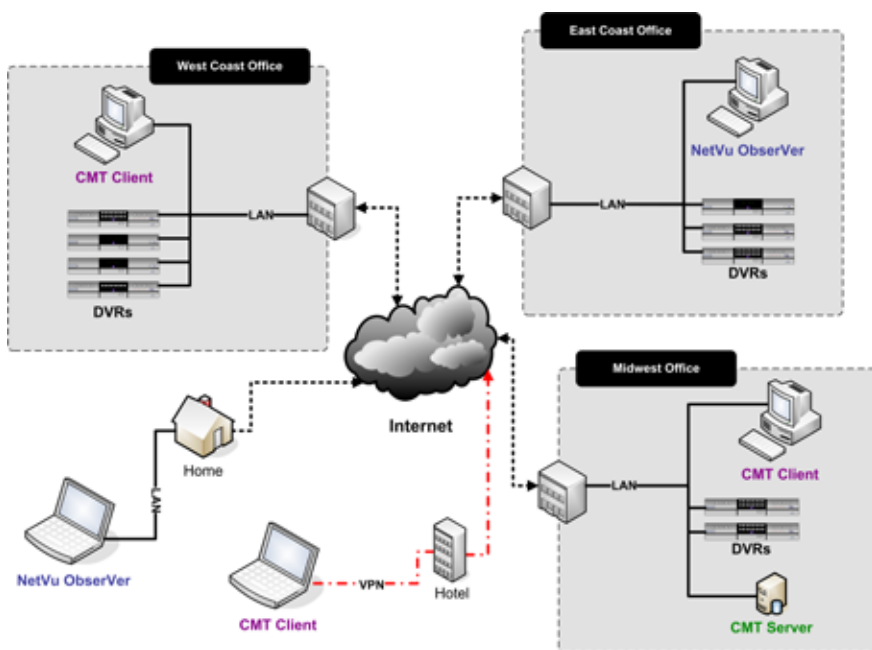 West Coast Office
CMT Client
LAN
DVRs
East Coast Office
NetVu ObserVer
LAN
DVRs
Internet
Midwest Office
CMT Client
LAN
DVRs
CMT Server
Home
LAN
NetVu ObserVer
Hotel
VPN
CMT Client